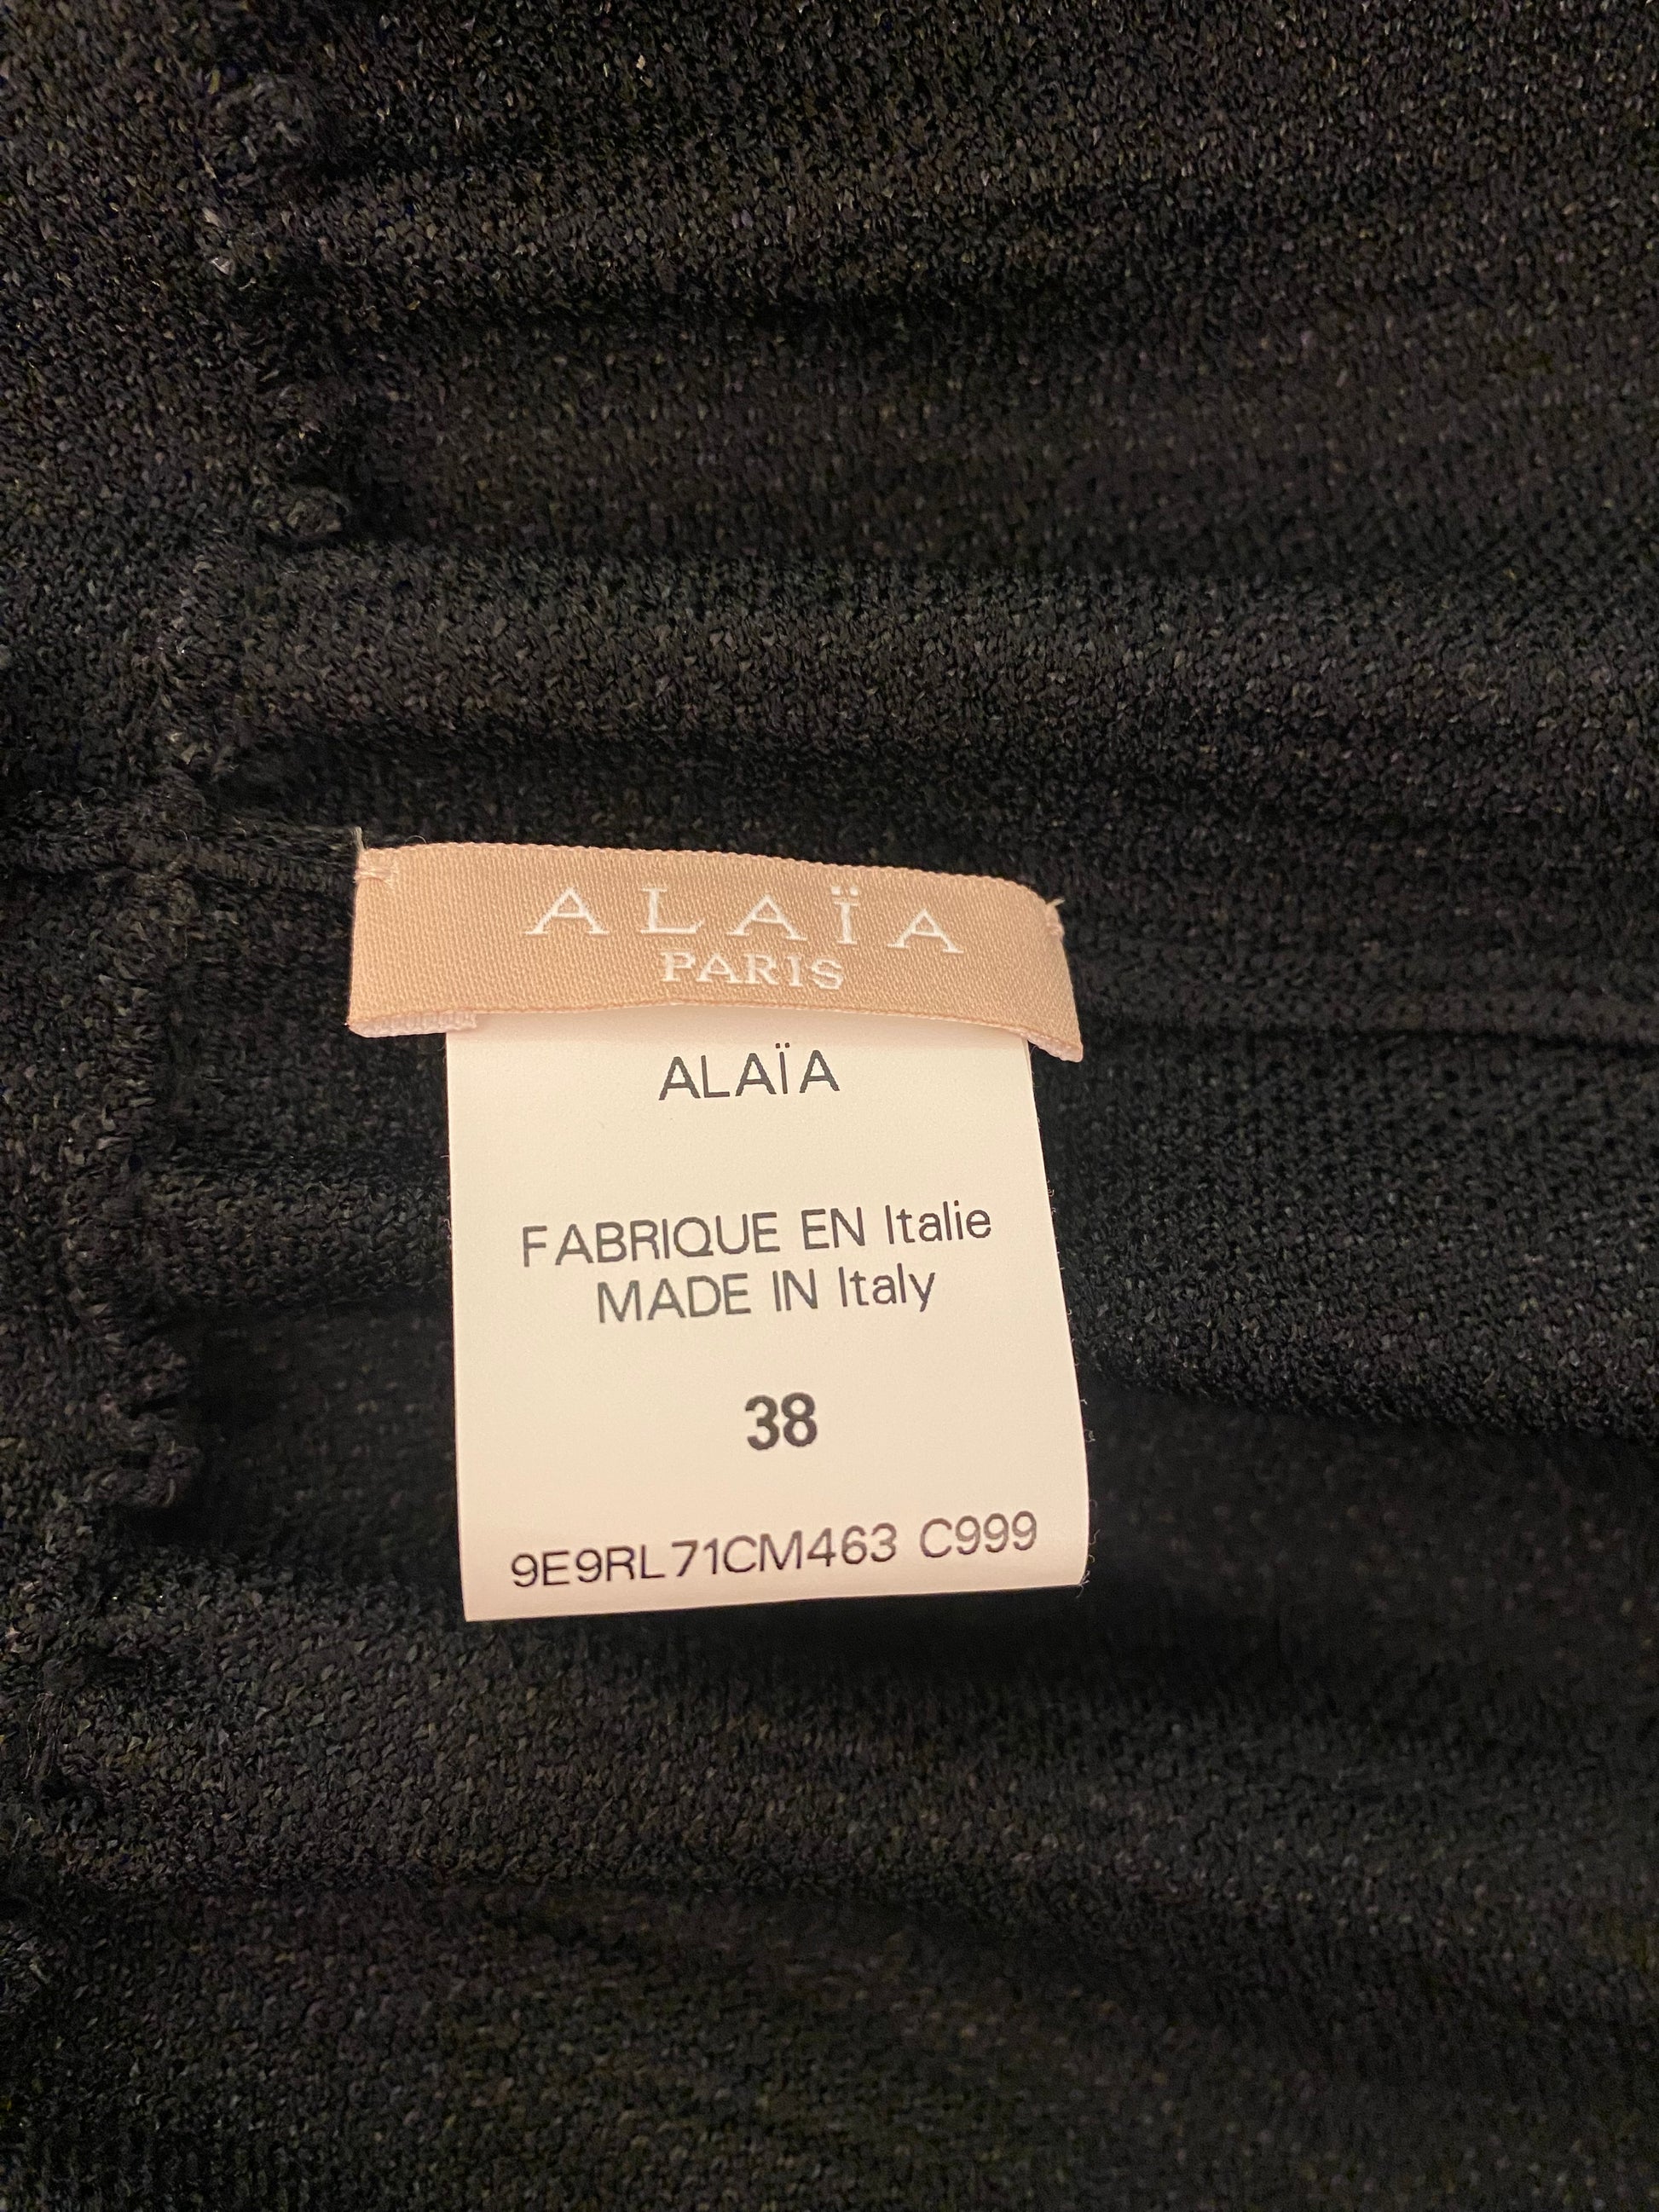 ALAÏA
PARIS
ALAÏA
FABRIQUE EN Italie
MADE IN Italy
38
9E9RL71CM463 C999